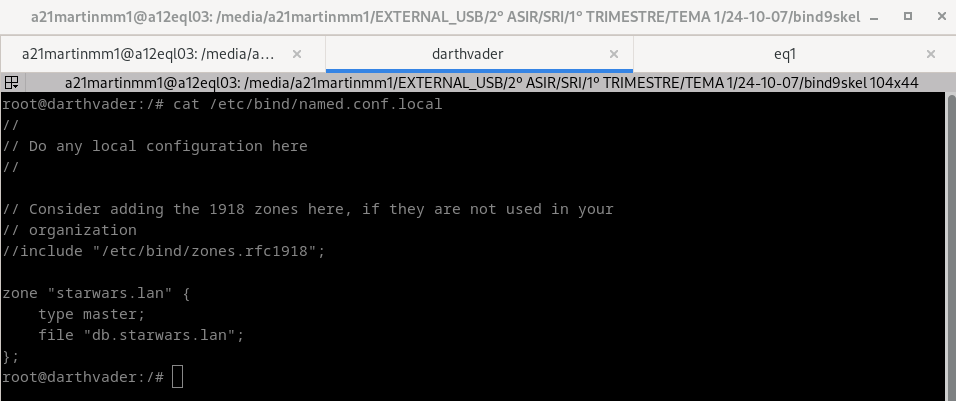 a21martinmm1@a12eql03: /media/a21martinmm1/EXTERNAL_USB/2º ASIR/SRI/1º TRIMESTRE/TEMA 1/24-10-07/bind9skel
a21martinmm1@a12eql03: /media/a... darthvader eq1
a21martinmm1@a12eql03: /media/a21martinmm1/EXTERNAL_USB/2º ASIR/SRI/1º TRIMESTRE/TEMA 1/24-10-07/bind9skel 104x44
root@darthvader:/# cat /etc/bind/named.conf.local
//
// Do any local configuration here
//
// Consider adding the 1918 zones here, if they are not used in your
// organization
//include "/etc/bind/zones.rfc1918";
zone "starwars.lan" {
    type master;
    file "db.starwars.lan";
};
root@darthvader:/#